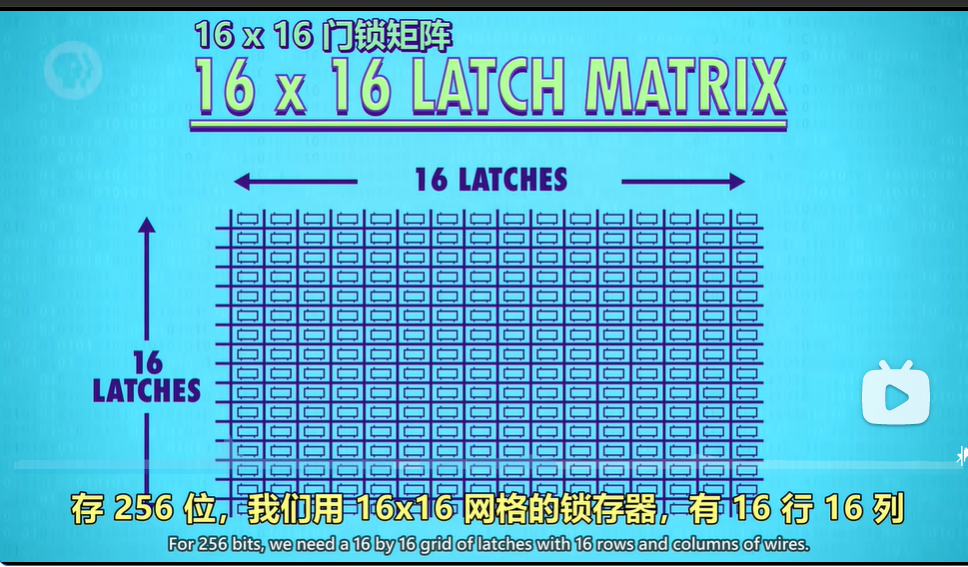 16 x 16 门锁矩阵
16 x 16 LATCH MATRIX
16 LATCHES
16
LATCHES
存 256 位，我们用 16x16 网格的锁存器，有 16 行 16 列
For 256 bits, we need a 16 by 16 grid of latches with 16 rows and columns of wires.